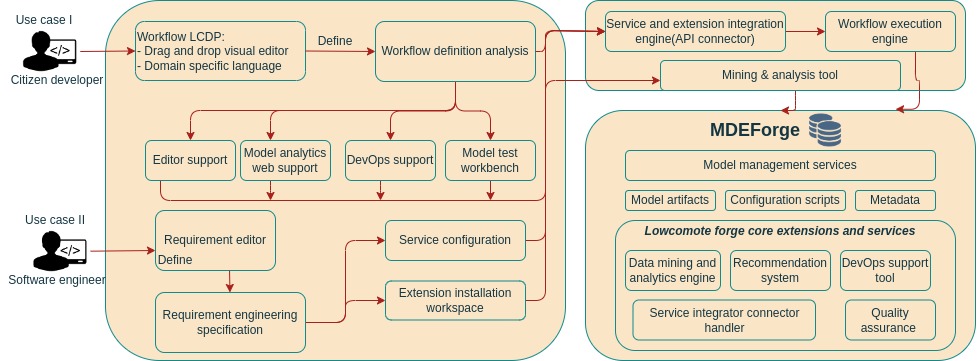 Use case I
Citizen developer
Workflow LCDP:
- Drag and drop visual editor
- Domain specific language
Define
Workflow definition analysis
Editor support
Model analytics
web support
DevOps support
Model test
workbench
Use case II
Software engineer
Requirement editor
Define
Requirement engineering
specification
Service configuration
Extension installation
workspace
Service and extension integration
engine(API connector)
Workflow execution
engine
Mining & analysis tool
MDEForge
Model management services
Model artifacts
Configuration scripts
Metadata
Lowcomote forge core extensions and services
Data mining and
analytics engine
Recommendation
system
DevOps support
tool
Service integrator connector
handler
Quality
assurance